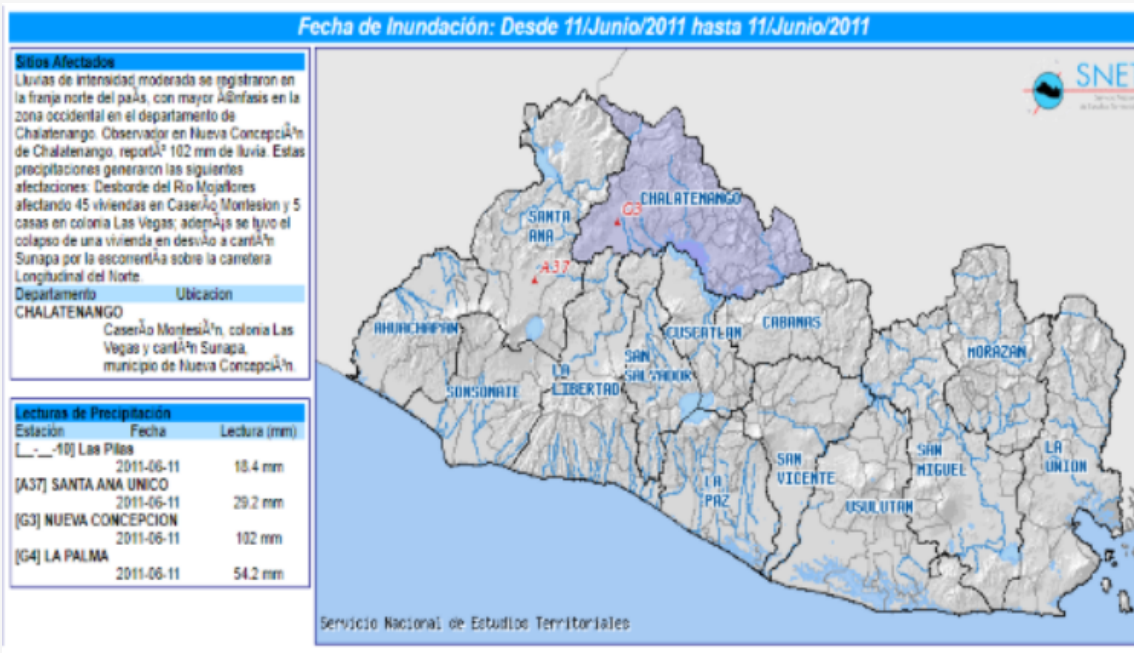 Fecha de Inundación: Desde 11/Junio/2011 hasta 11/Junio/2011
Sitios Afectados
Lluvias de intensidad moderada se registraron en
la franja norte del paÃs, con mayor Ã©nfasis en la
zona occidental en el departamento de
Chalatenango. Observador en Nueva ConcepciÃ³n
de Chalatenango, reportÃ³ 102 mm de lluvia. Estas
precipitaciones generaron las siguientes
afectaciones: Desborde del Rio Mojaflores
afectando 45 viviendas en CaserÃo Montesion y 5
casas en colonia Las Vegas; ademÃ¡s se tuvo el
colapso de una vivienda en desvÃo a cantÃ³n
Sunapa por la escorrentÃa sobre la carretera
Longitudinal del Norte.
Departamento Ubicacion
CHALATENANGO
CaserÃo MontesiÃ³n, colonia Las
Vegas y cantÃ³n Sunapa,
municipio de Nueva ConcepciÃ³n.
Lecturas de Precipitación
Estación Fecha Lectura (mm)
[__-__-10] Las Pilas
2011-06-11 18.4 mm
[A37] SANTA ANA UNICO
2011-06-11 29.2 mm
[G3] NUEVA CONCEPCION
2011-06-11 102 mm
[G4] LA PALMA
2011-06-11 54.2 mm
SNET
CHALATENANGO
G3
SANTA
ANA
A37
AHUACHAPAN
SONSONATE
LA
LIBERTAD
SAN
SALVADOR
CUSCATLAN
CABANAS
MORAZAN
LA
PAZ
SAN
VICENTE
USULUTAN
SAN
MIGUEL
LA
UNION
Servicio Nacional de Estudios Territoriales